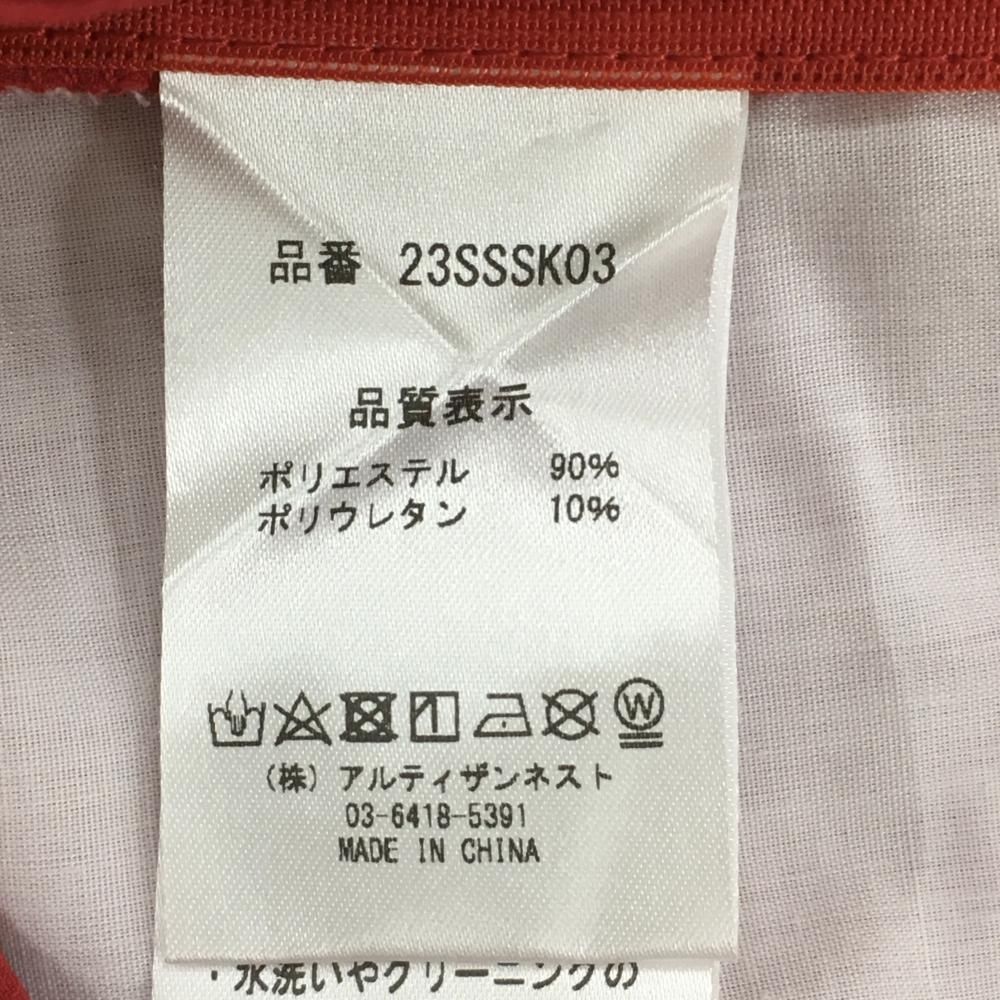 品番 23SSSK03
品質表示
ポリエステル 90%
ポリウレタン 10%
W
(株) アルティザンネスト
03-6418-5391
MADE IN CHINA
・水洗いやクリーニングの